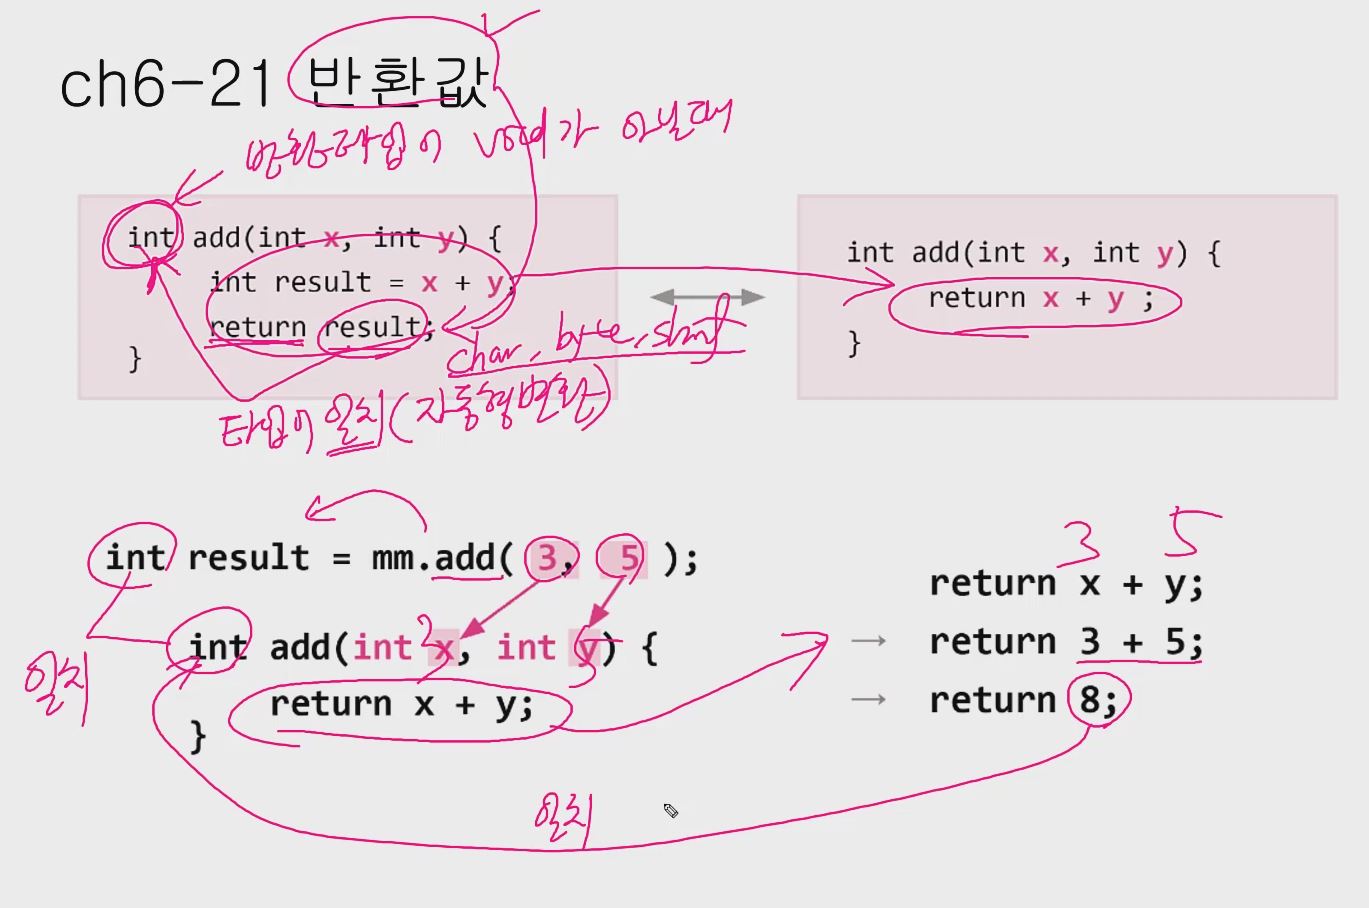 ch6-21 반환값
반환타입이 void가 아닐때
int add(int x, int y) {
int result = x + y;
return result;
}
char, byte, short
타입이 일치(자동형변환)
int add(int x, int y) {
return x + y ;
}
int result = mm.add( 3, 5 );
3
int add(int x, int y) {
5
return x + y;
}
일치
일치
3 5
return x + y;
→ return 3 + 5;
→ return 8;